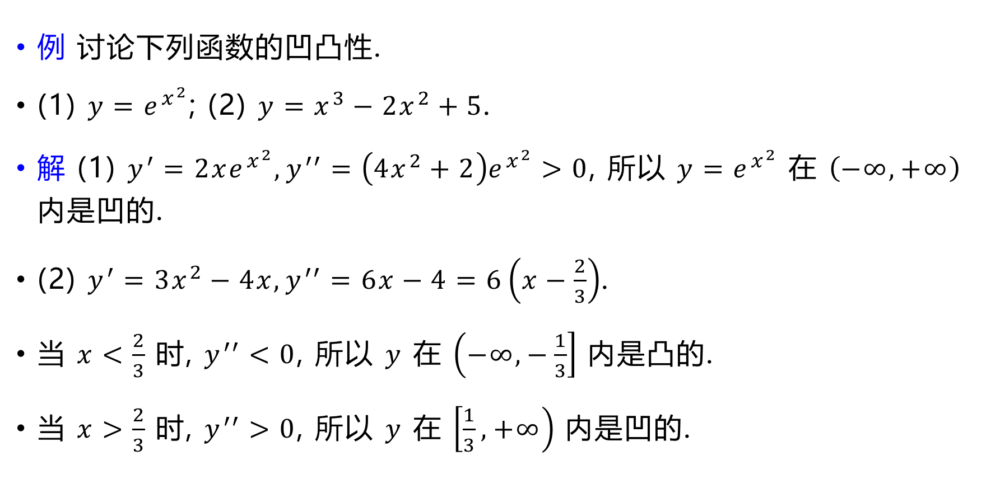 • 例 讨论下列函数的凹凸性.
• (1) $y = e^{x^2}$; (2) $y = x^3 - 2x^2 + 5.$
• 解 (1) $y' = 2xe^{x^2}, y'' = (4x^2 + 2)e^{x^2} > 0$, 所以 $y = e^{x^2}$ 在 $(-\infty, +\infty)$
内是凹的.
• (2) $y' = 3x^2 - 4x, y'' = 6x - 4 = 6\left(x - \frac{2}{3}\right).$
• 当 $x < \frac{2}{3}$ 时, $y'' < 0$, 所以 $y$ 在 $\left(-\infty, -\frac{1}{3}\right]$ 内是凸的.
• 当 $x > \frac{2}{3}$ 时, $y'' > 0$, 所以 $y$ 在 $\left[\frac{1}{3}, +\infty\right)$ 内是凹的.